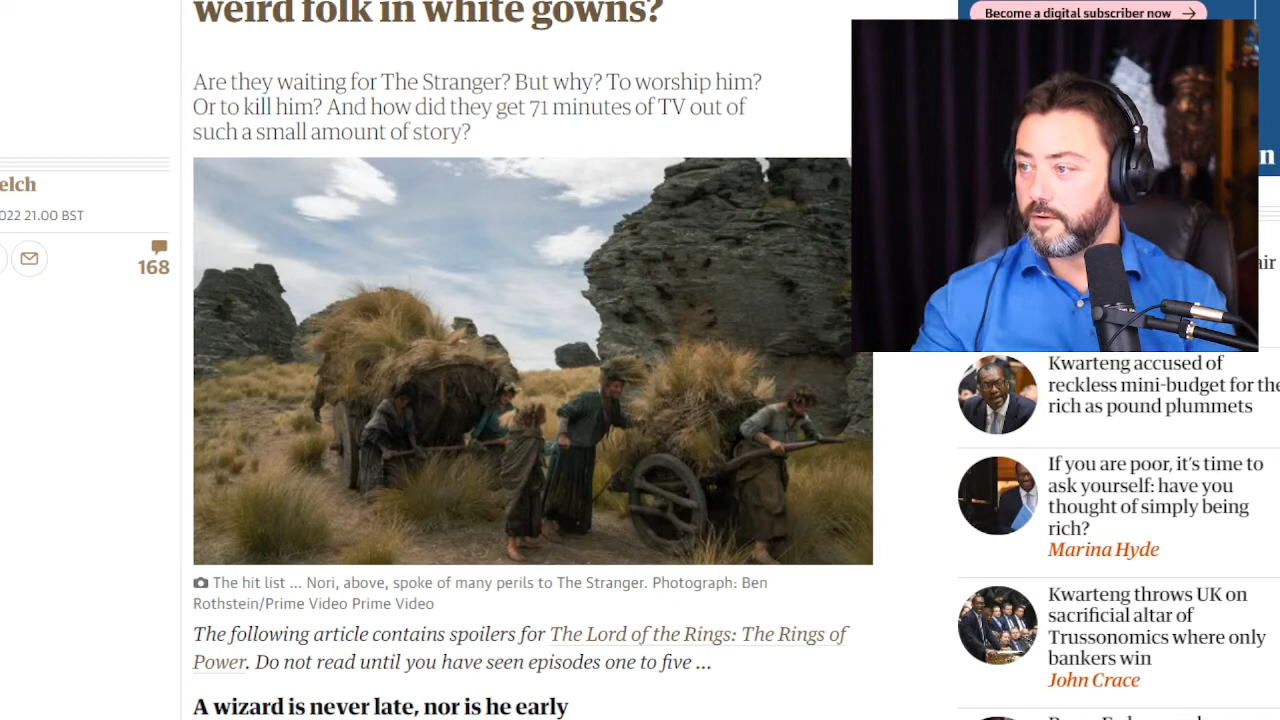 weird folk in white gowns?
Become a digital subscriber now →
Are they waiting for The Stranger? But why? To worship him?
Or to kill him? And how did they get 71 minutes of TV out of
such a small amount of story?
elch
022 21.00 BST
168
n
air
The hit list ... Nori, above, spoke of many perils to The Stranger. Photograph: Ben
Rothstein/Prime Video Prime Video
The following article contains spoilers for The Lord of the Rings: The Rings of
Power. Do not read until you have seen episodes one to five ...
A wizard is never late, nor is he early
Kwarteng accused of
reckless mini-budget for the
rich as pound plummets
If you are poor, it's time to
ask yourself: have you
thought of simply being
rich?
Marina Hyde
Kwarteng throws UK on
sacrificial altar of
Trussonomics where only
bankers win
John Crace